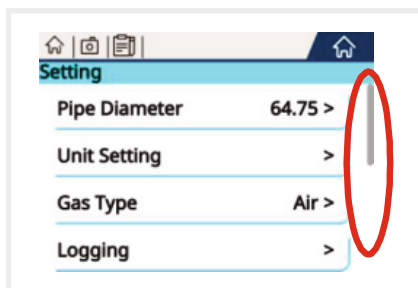 Setting
Pipe Diameter 64.75 >
Unit Setting >
Gas Type Air >
Logging >